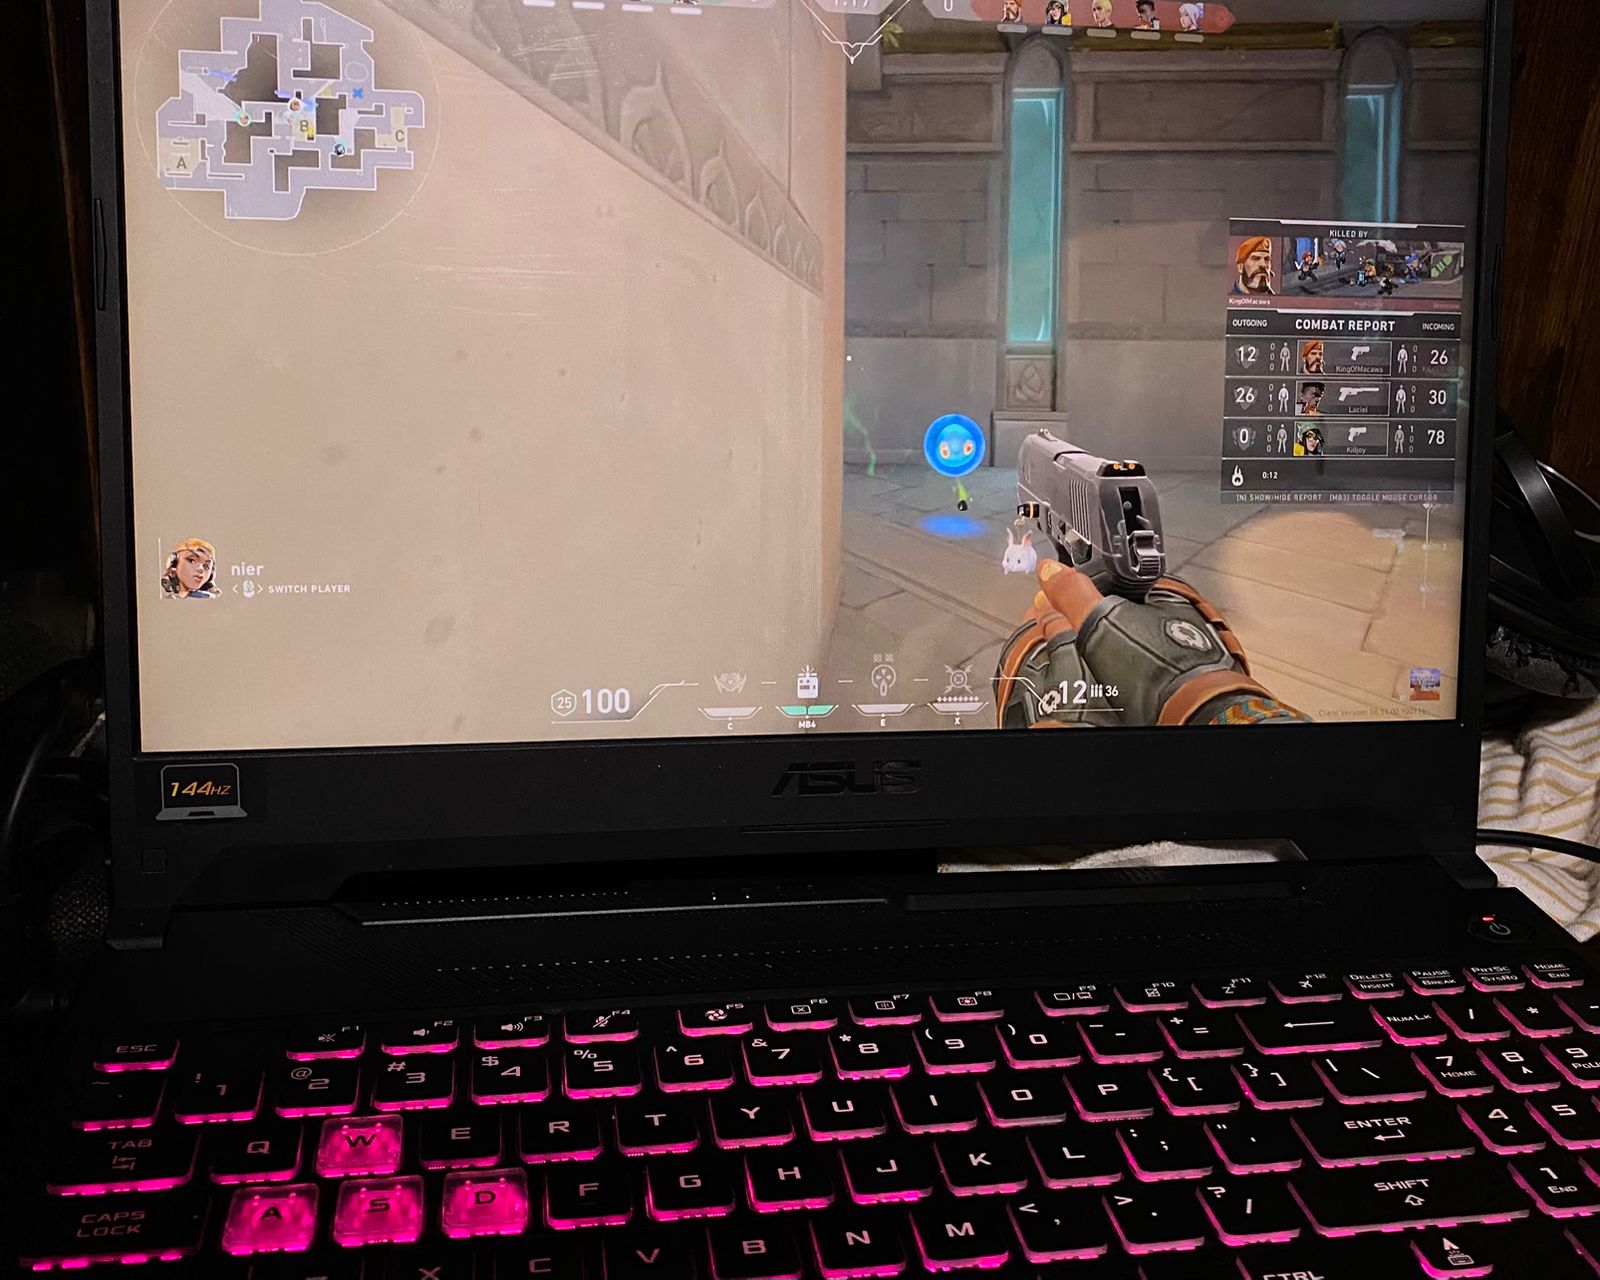 1:17
0
B
C
A
KILLED BY
KingOfMacaws
OUTGOING COMBAT REPORT INCOMING
12 KingOfMacaws 26
26 Laciel 30
0 Killjoy 78
0:12
[N] SHOW/HIDE REPORT [MB3] TOGGLE MOUSE CURSOR
nier
< > SWITCH PLAYER
25 100
12 36
C MB4 E X
144HZ
ASUS
ESC F1 F2 F3 F4 F5 F6 F7 F8 F9 F10 F11 F12 DELETE INSERT PAUSE BREAK PRTSC SYSRQ HOME END
~ ! 1 @ 2 # 3 $ 4 % 5 ^ 6 & 7 * 8 ( 9 ) 0 _ - + = ← NUM LK / * -
TAB Q W E R T Y U I O P { [ } ] | \ 7 HOME 8 9
CAPS LOCK A S D F G H J K L : ; " ' ENTER 4 5
X C V B N M < , > . ? / SHIFT 1 END
CTRL